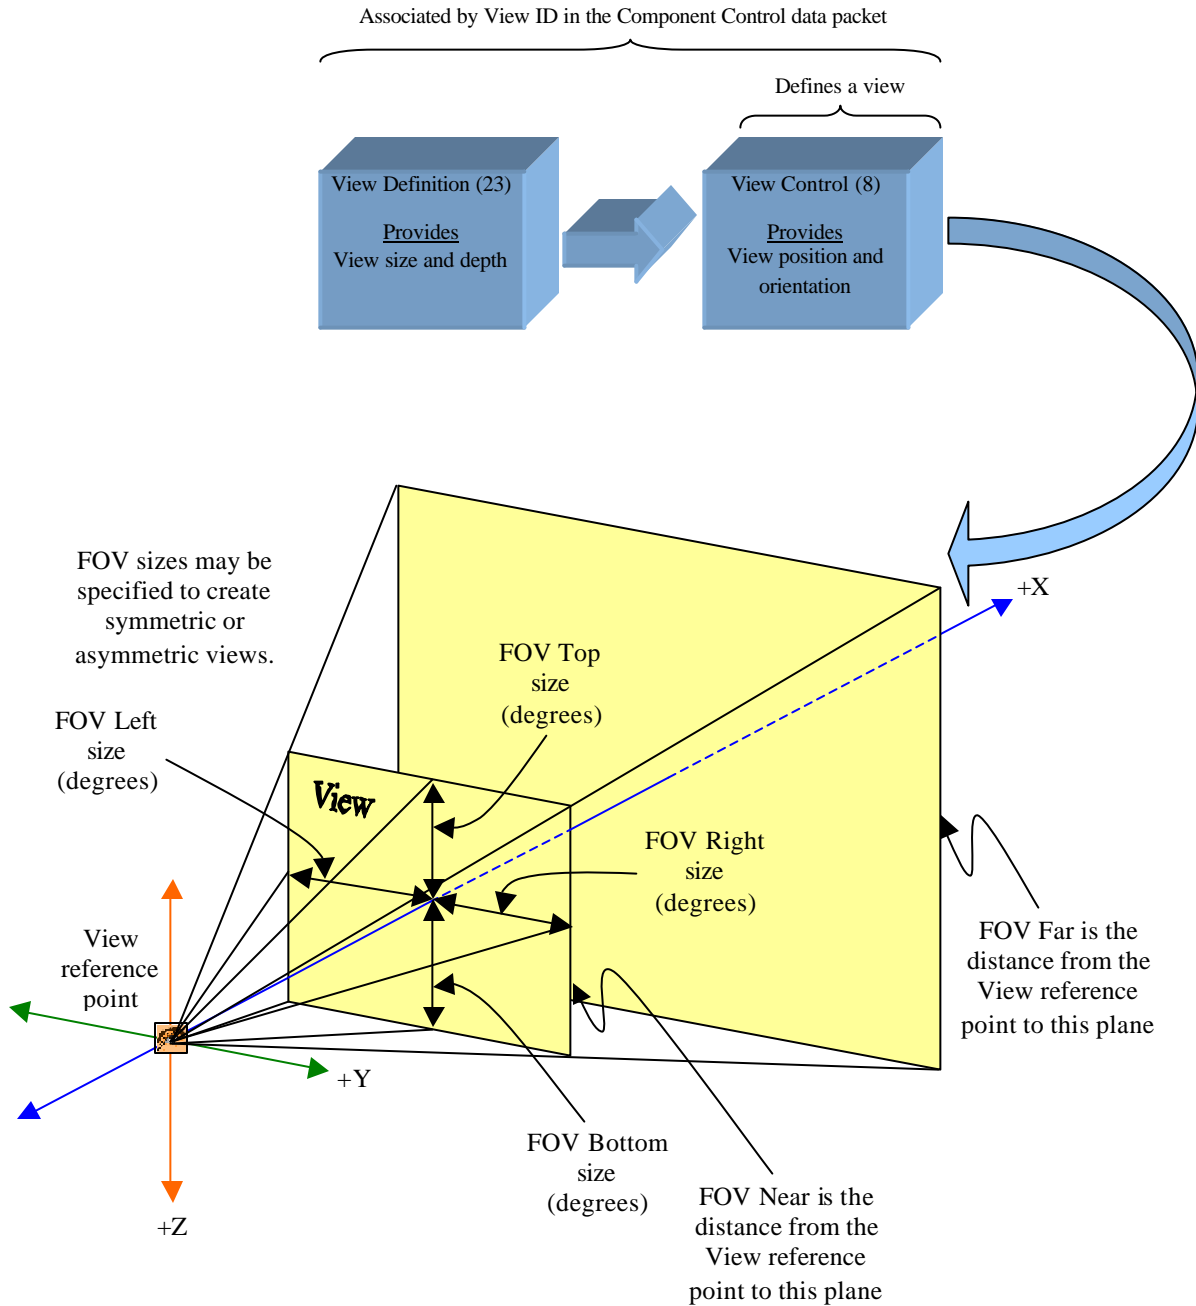 Associated by View ID in the Component Control data packet
Defines a view
View Definition (23)
Provides
View size and depth
View Control (8)
Provides
View position and
orientation
FOV sizes may be
specified to create
symmetric or
asymmetric views.
+X
FOV Top
size
(degrees)
FOV Left
size
(degrees)
View
FOV Right
size
(degrees)
View
reference
point
FOV Far is the
distance from the
View reference
point to this plane
+Y
FOV Bottom
size
(degrees)
FOV Near is the
distance from the
View reference
point to this plane
+Z